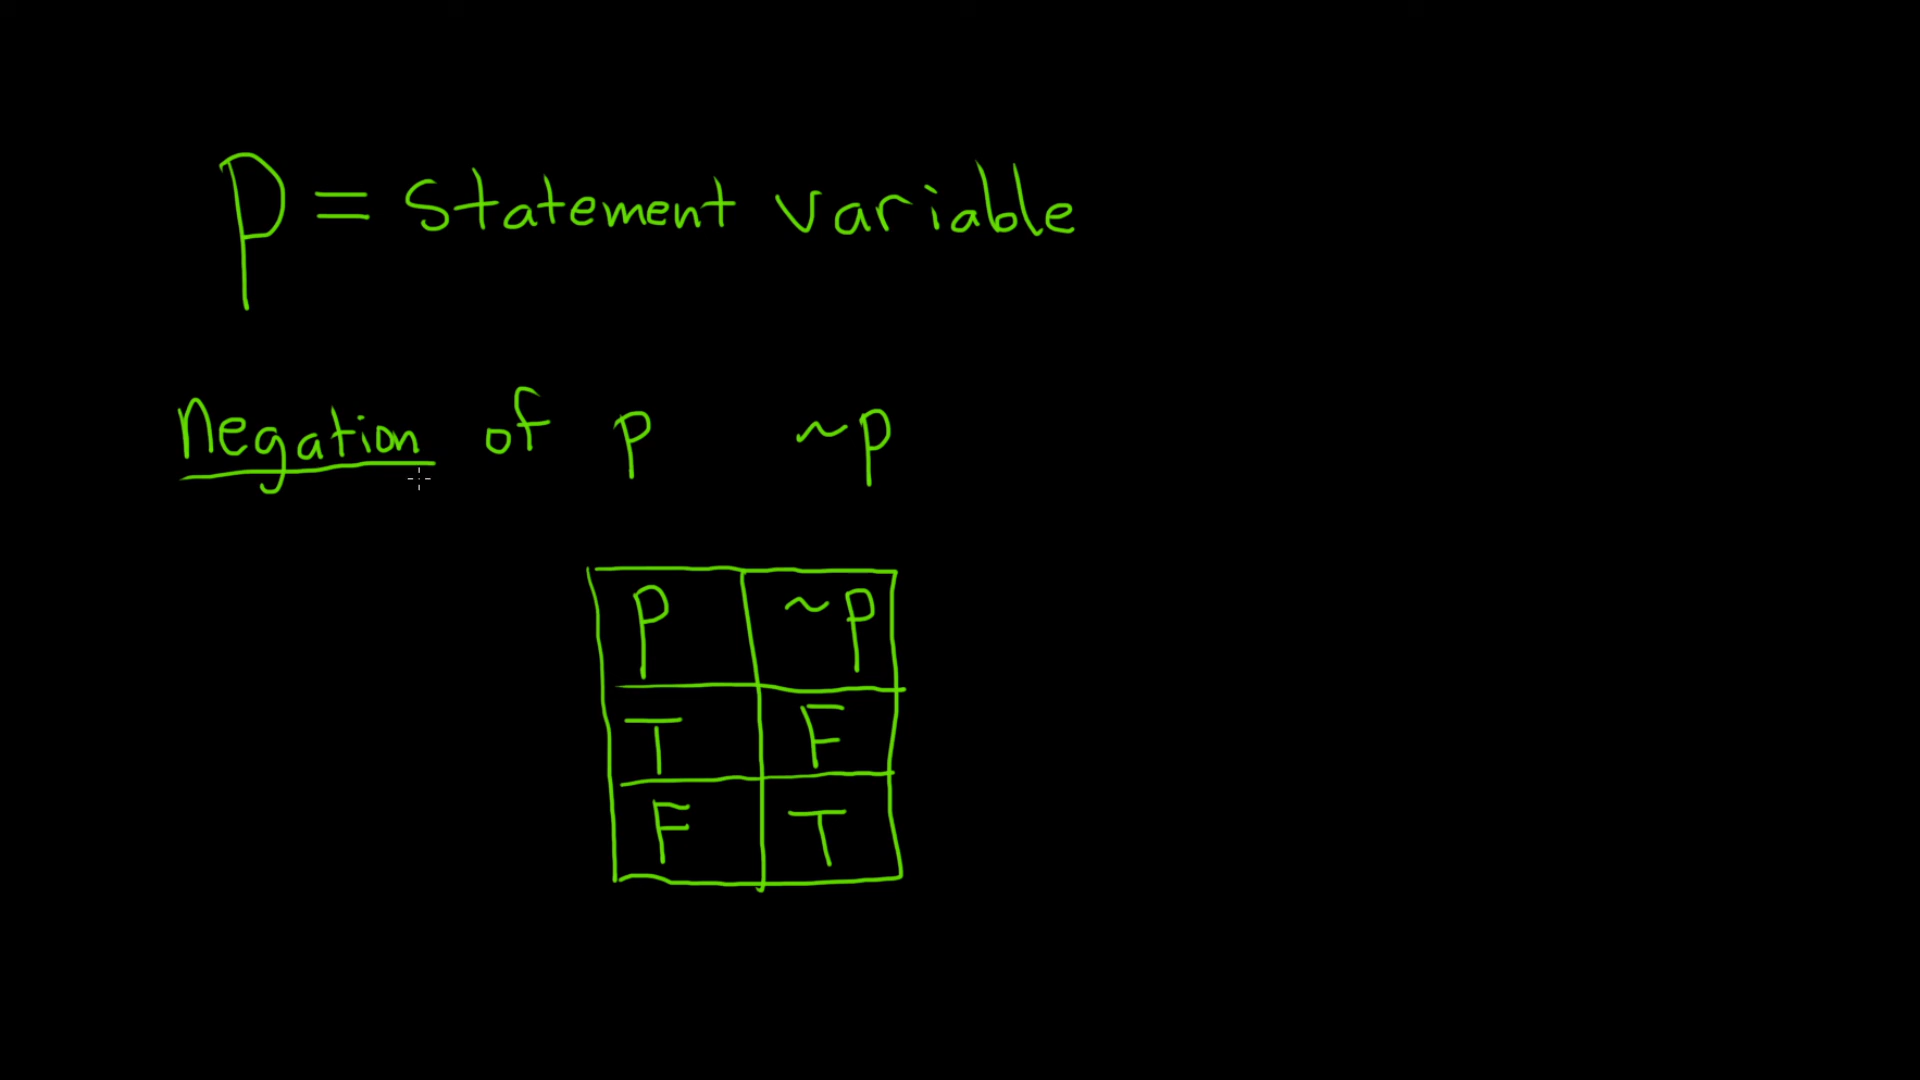 P = Statement variable
Negation of p ~p
P ~p
T F
F T